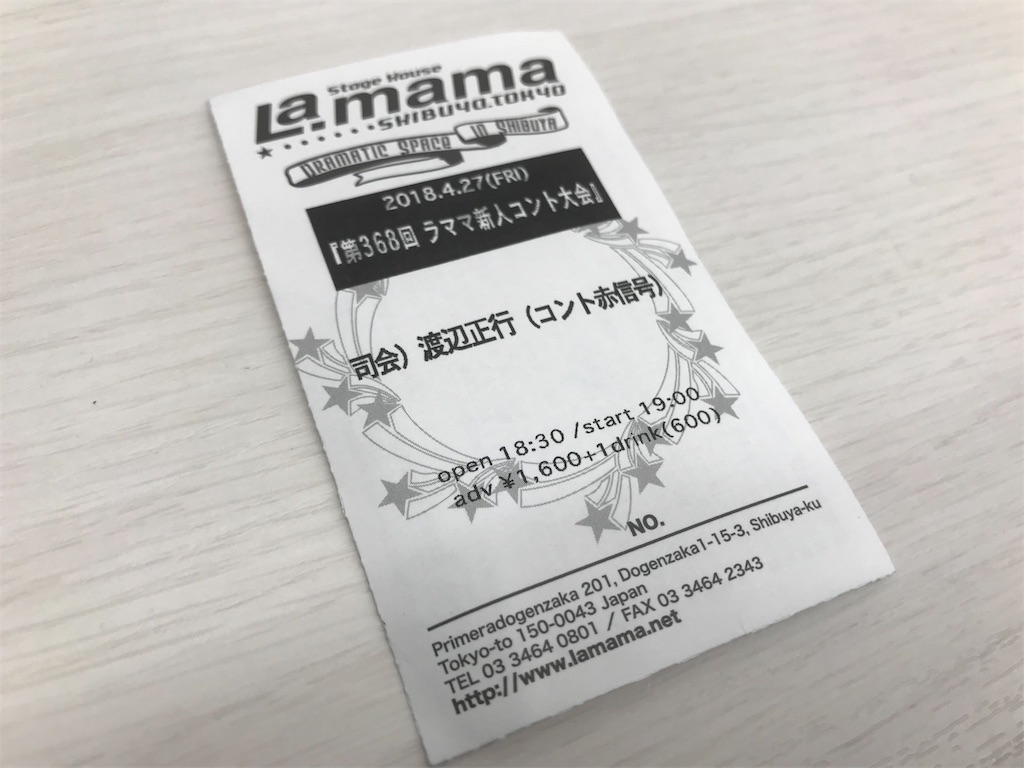 Stage House
La.mama
SHIBUYA.TOKYO
DRAMATIC SPACE IN SHIBUYA
2018.4.27(FRI)
『第368回 ラママ新人コント大会』
司会）渡辺正行（コント赤信号）
open 18:30 /start 19:00
adv ¥1,600+1drink(600)
NO.
Primeradogenzaka 201, Dogenzaka1-15-3, Shibuya-ku
Tokyo-to 150-0043 Japan
TEL 03 3464 0801 / FAX 03 3464 2343
http://www.lamama.net